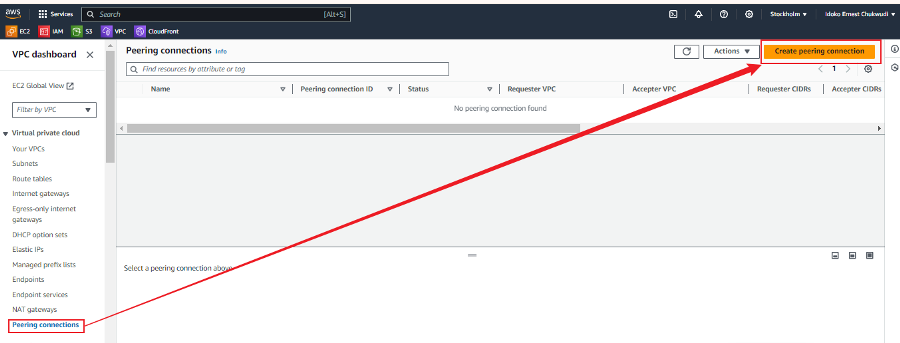 aws Services Search [Alt+S] Stockholm Idoko Ernest Chukwudi
EC2 IAM S3 VPC CloudFront
VPC dashboard
EC2 Global View
Filter by VPC
Virtual private cloud
Your VPCs
Subnets
Route tables
Internet gateways
Egress-only internet
gateways
DHCP option sets
Elastic IPs
Managed prefix lists
Endpoints
Endpoint services
NAT gateways
Peering connections
Peering connections Info
Actions
Create peering connection
Find resources by attribute or tag
1
Name Peering connection ID Status Requester VPC Accepter VPC Requester CIDRs Accepter CIDRs
No peering connection found
Select a peering connection above